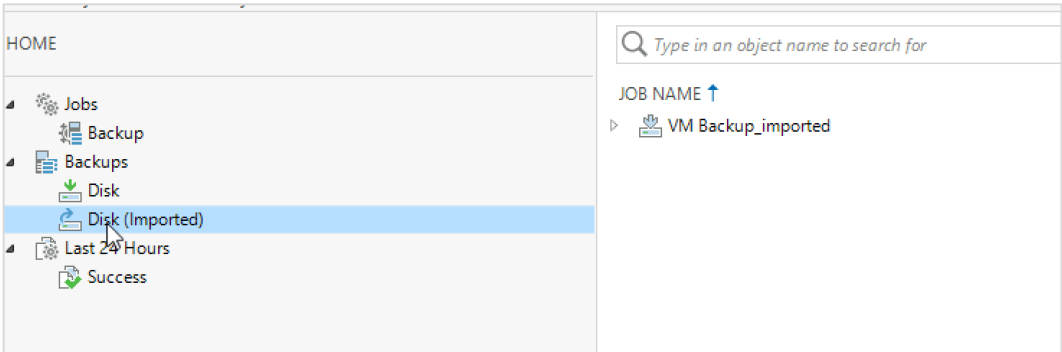 HOME
Jobs
Backup
Backups
Disk
Disk (Imported)
Last 24 Hours
Success
Type in an object name to search for
JOB NAME
VM Backup_imported